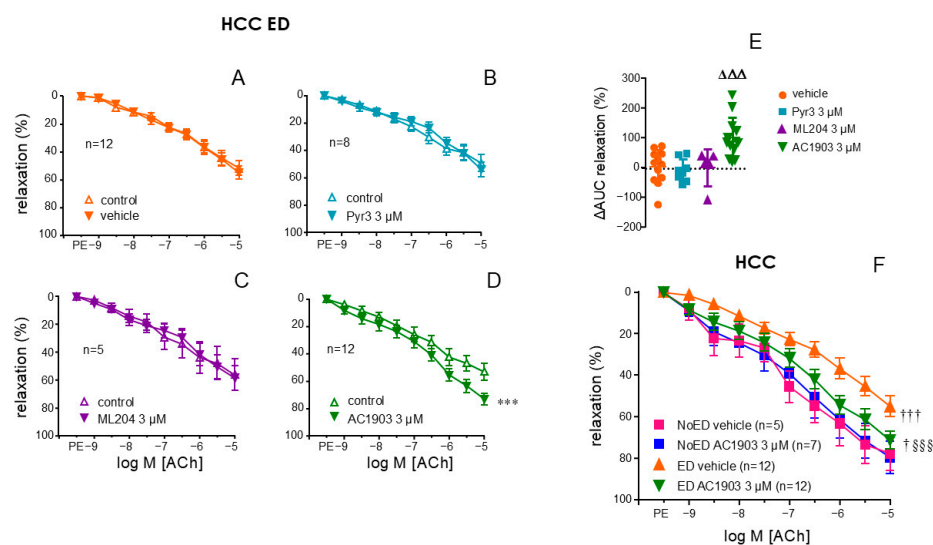 HCC ED
A
0
20
40
60
80
100
relaxation (%)
n=12
control
vehicle
PE −9 −8 −7 −6 −5
B
0
20
40
60
80
100
n=8
control
Pyr3 3 µM
PE −9 −8 −7 −6 −5
C
0
20
40
60
80
100
relaxation (%)
n=5
control
ML204 3 µM
PE −9 −8 −7 −6 −5
log M [ACh]
D
0
20
40
60
80
100
n=12
control
AC1903 3 µM
***
PE −9 −8 −7 −6 −5
log M [ACh]
E
300
200
100
0
−100
−200
ΔAUC relaxation (%)
ΔΔΔ
vehicle
Pyr3 3 µM
ML204 3 µM
AC1903 3 µM
HCC
F
0
20
40
60
80
100
relaxation (%)
NoED vehicle (n=5)
NoED AC1903 3 µM (n=7)
ED vehicle (n=12)
ED AC1903 3 µM (n=12)
†††
† §§§
PE −9 −8 −7 −6 −5
log M [ACh]